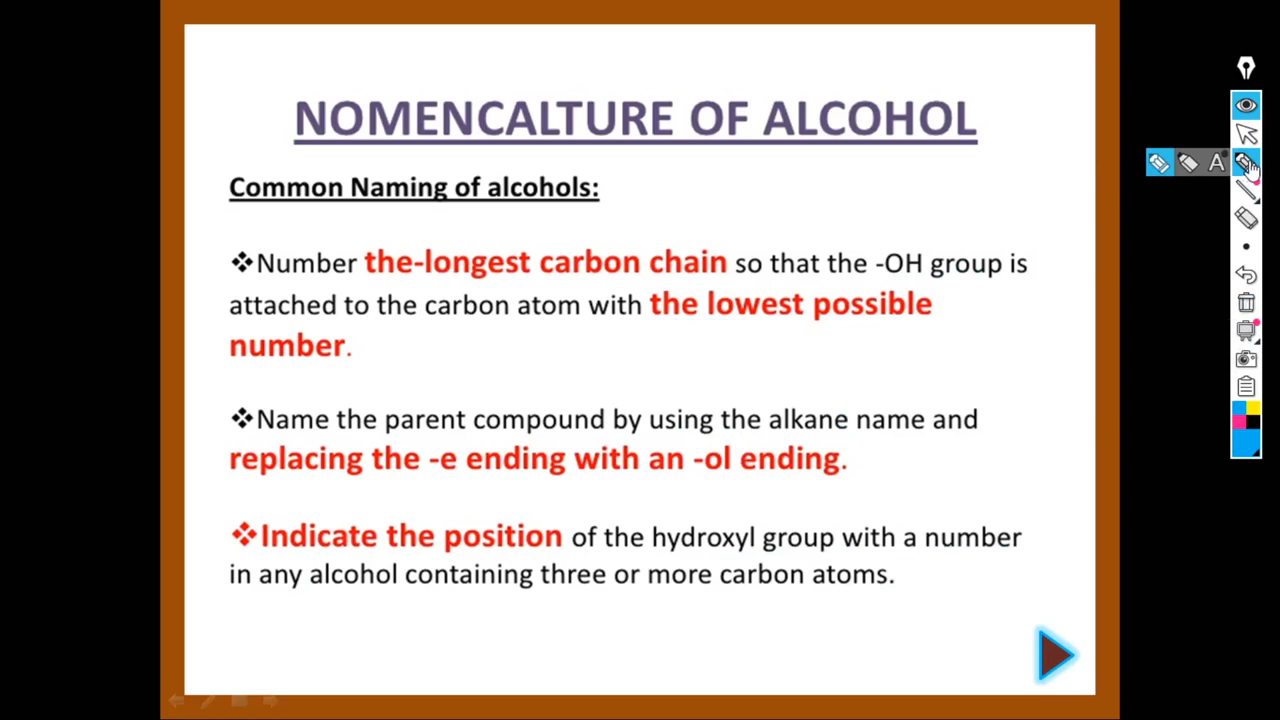 NOMENCALTURE OF ALCOHOL
Common Naming of alcohols:
❖Number the-longest carbon chain so that the -OH group is
attached to the carbon atom with the lowest possible
number.
❖Name the parent compound by using the alkane name and
replacing the -e ending with an -ol ending.
❖Indicate the position of the hydroxyl group with a number
in any alcohol containing three or more carbon atoms.
A